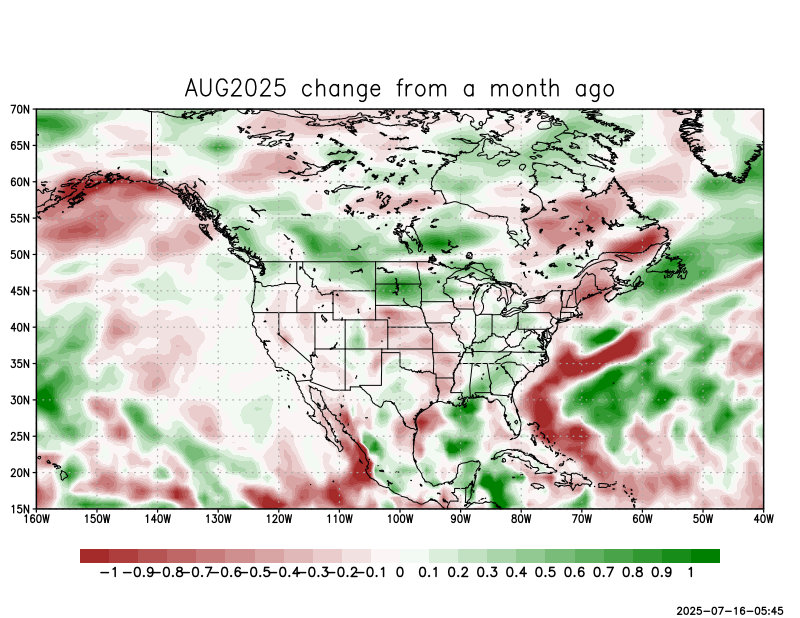 AUG2025 change from a month ago
70N
65N
60N
55N
50N
45N
40N
35N
30N
25N
20N
15N
160W 150W 140W 130W 120W 110W 100W 90W 80W 70W 60W 50W 40W
−1 −0.9 −0.8 −0.7 −0.6 −0.5 −0.4 −0.3 −0.2 −0.1 0 0.1 0.2 0.3 0.4 0.5 0.6 0.7 0.8 0.9 1
2025-07-16-05:45